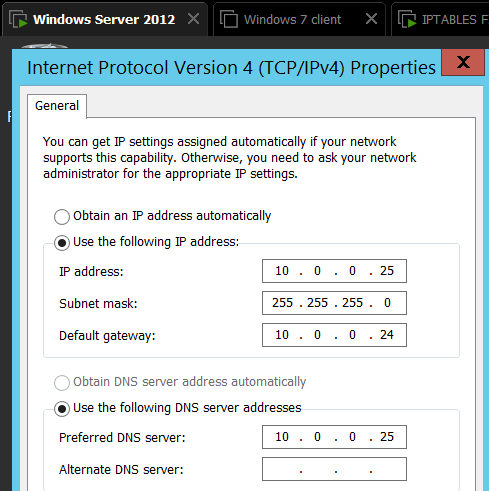 Windows Server 2012 × Windows 7 client × IPTABLES F
Internet Protocol Version 4 (TCP/IPv4) Properties X
General
You can get IP settings assigned automatically if your network
supports this capability. Otherwise, you need to ask your network
administrator for the appropriate IP settings.
Obtain an IP address automatically
Use the following IP address:
IP address: 10 . 0 . 0 . 25
Subnet mask: 255 . 255 . 255 . 0
Default gateway: 10 . 0 . 0 . 24
Obtain DNS server address automatically
Use the following DNS server addresses
Preferred DNS server: 10 . 0 . 0 . 25
Alternate DNS server: . . .